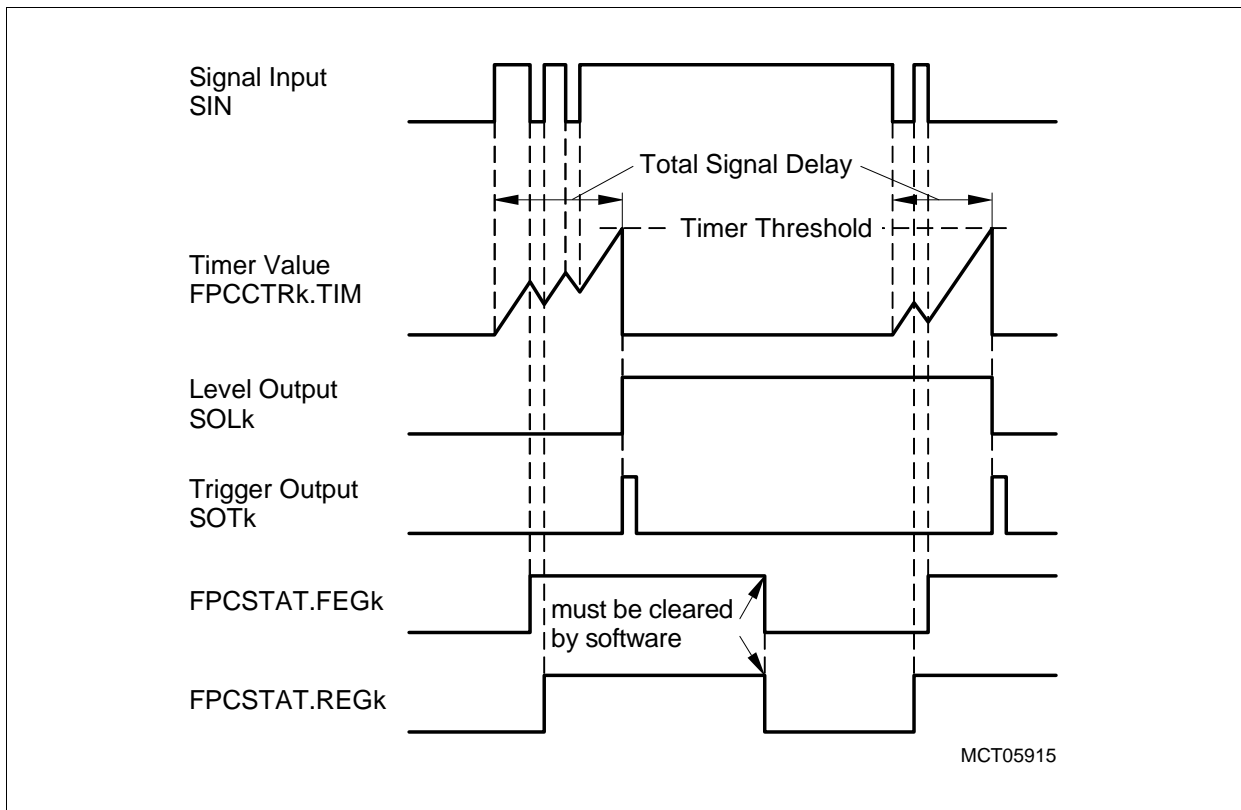 Signal Input
SIN
Total Signal Delay
Timer Threshold
Timer Value
FPCCTRk.TIM
Level Output
SOLk
Trigger Output
SOTk
FPCSTAT.FEGk
must be cleared
by software
FPCSTAT.REGk
MCT05915